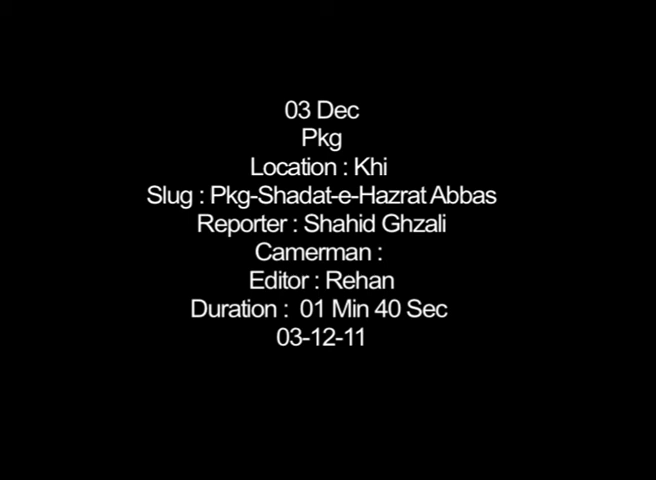 03 Dec
Pkg
Location : Khi
Slug : Pkg-Shadat-e-Hazrat Abbas
Reporter : Shahid Ghzali
Camerman :
Editor : Rehan
Duration :  01 Min 40 Sec
03-12-11